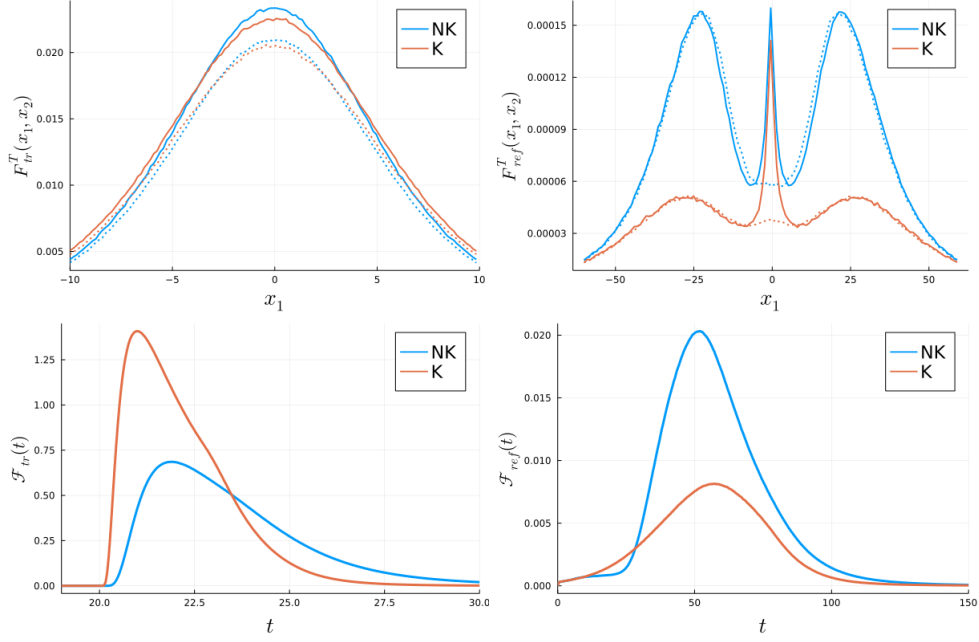 F^T_{tr}(x_1, x_2)
0.020
0.015
0.010
0.005
NK
K
-10
-5
0
5
10
x_1
F^T_{ref}(x_1, x_2)
0.00015
0.00012
0.00009
0.00006
0.00003
NK
K
-50
-25
0
25
50
x_1
ℱ_{tr}(t)
1.25
1.00
0.75
0.50
0.25
0.00
NK
K
20.0
22.5
25.0
27.5
30.0
t
ℱ_{ref}(t)
0.020
0.015
0.010
0.005
0.000
NK
K
0
50
100
150
t